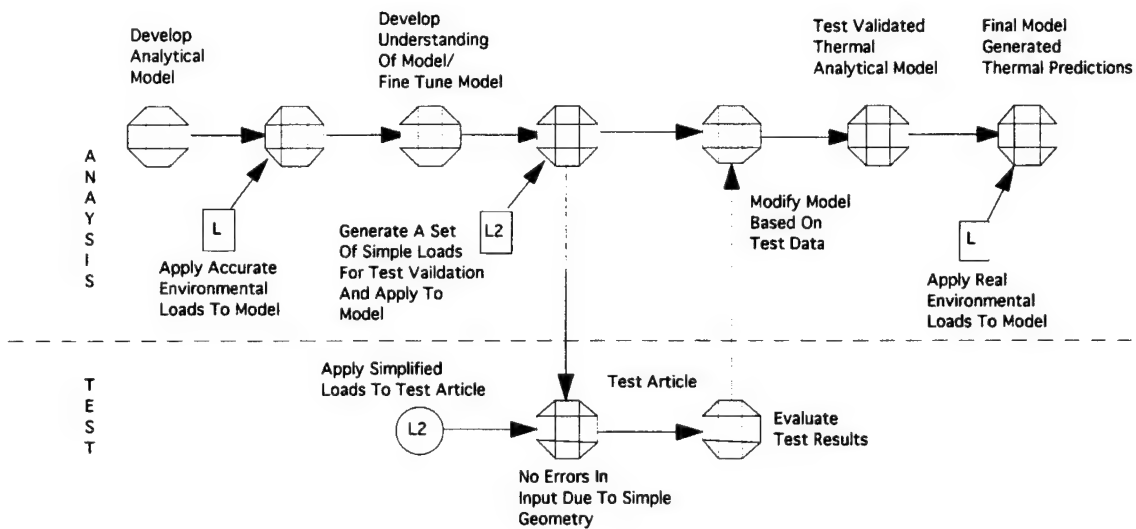 Develop
Analytical
Model
Develop
Understanding
Of Model/
Fine Tune Model
Test Validated
Thermal
Analytical Model
Final Model
Generated
Thermal Predictions
A
N
A
Y
S
I
S
L
Apply Accurate
Environmental
Loads To Model
Generate A Set
Of Simple Loads
For Test Vaildation
And Apply To
Model
L2
Modify Model
Based On
Test Data
L
Apply Real
Environmental
Loads To Model
T
E
S
T
Apply Simplified
Loads To Test Article
L2
Test Article
Evaluate
Test Results
No Errors In
Input Due To Simple
Geometry